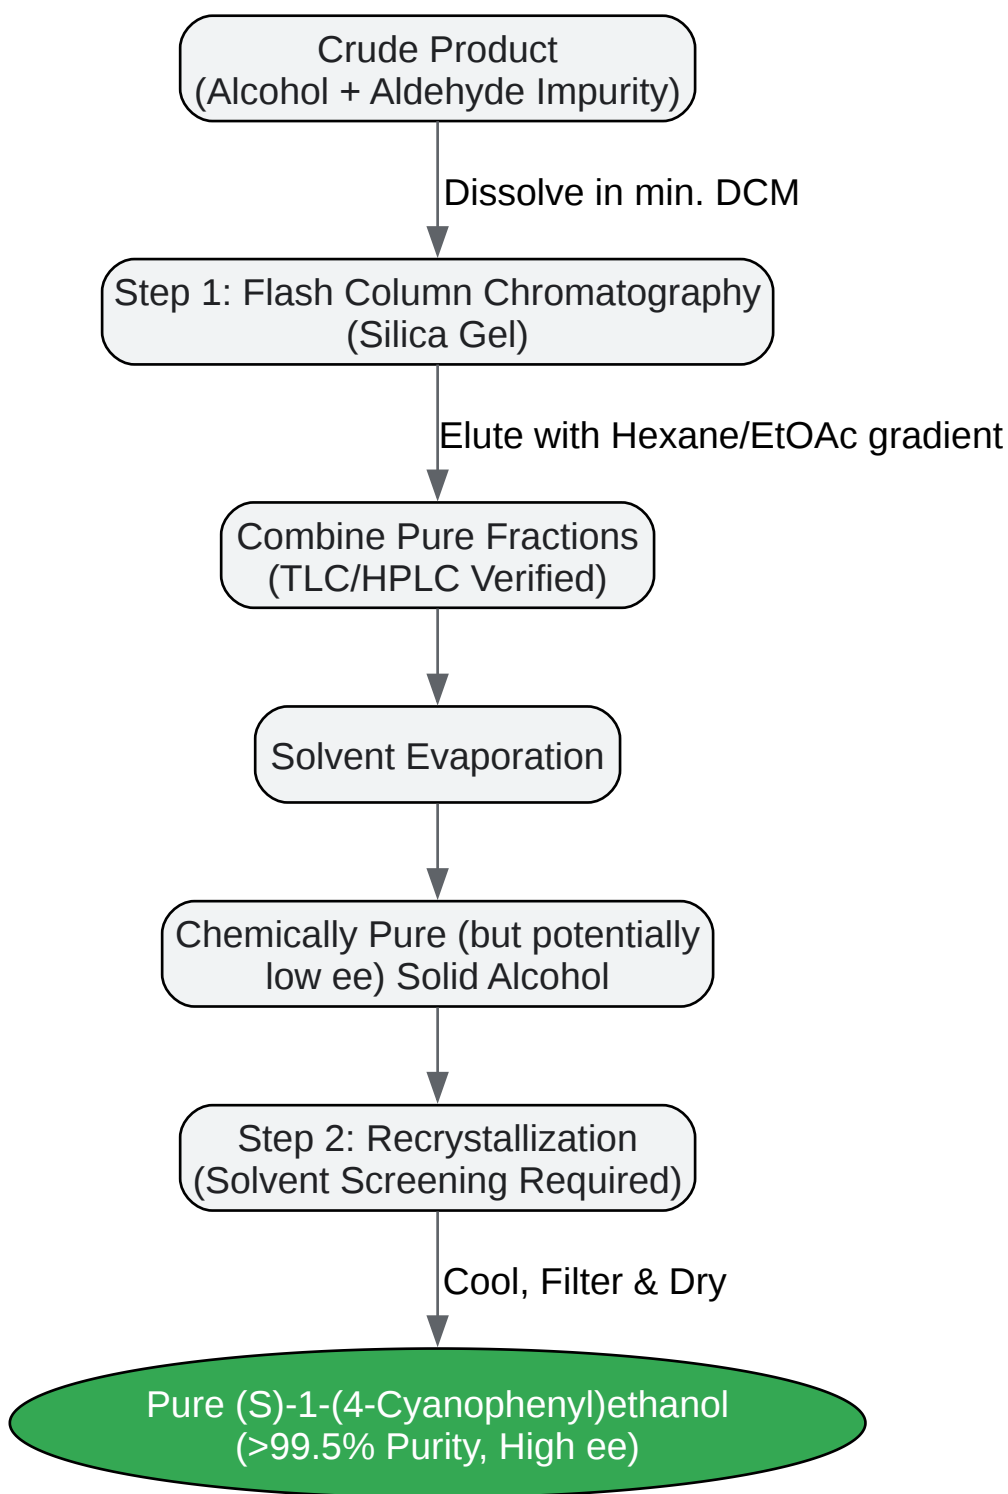 Crude Product
(Alcohol + Aldehyde Impurity)
Dissolve in min. DCM
Step 1: Flash Column Chromatography
(Silica Gel)
Elute with Hexane/EtOAc gradient
Combine Pure Fractions
(TLC/HPLC Verified)
Solvent Evaporation
Chemically Pure (but potentially
low ee) Solid Alcohol
Step 2: Recrystallization
(Solvent Screening Required)
Cool, Filter & Dry
Pure (S)-1-(4-Cyanophenyl)ethanol
(>99.5% Purity, High ee)